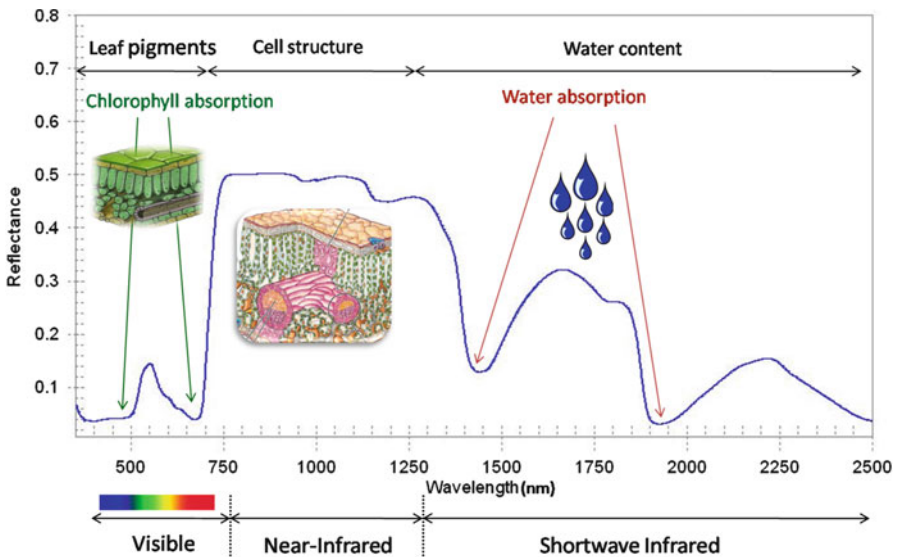 0.8
Leaf pigments Cell structure Water content
0.7
Chlorophyll absorption Water absorption
0.6
0.5
0.4
Reflectance
0.3
0.2
0.1
500 750 1000 1250 1500 1750 2000 2250 2500
Wavelength(nm)
Visible Near-Infrared Shortwave Infrared